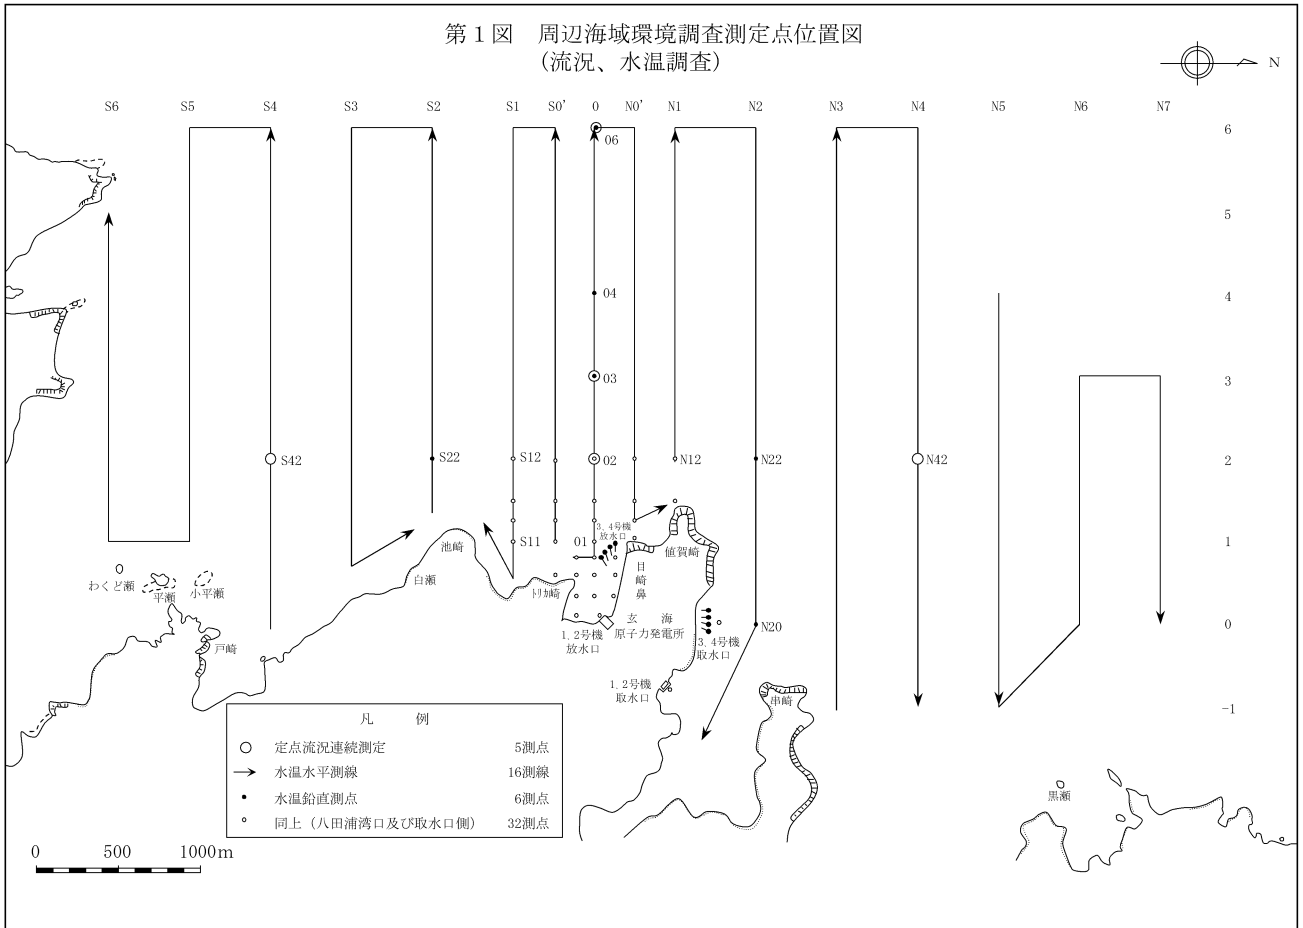 第１図　周辺海域環境調査測定点位置図
(流況、水温調査)
N
S6 S5 S4 S3 S2 S1 S0' 0 N0' N1 N2 N3 N4 N5 N6 N7
6
06
5
04
4
03
3
S42 S22 S12 02 N12 N22 N42
2
3,4号機
放水口
S11 01
1
池崎
値賀崎
白瀬
ﾄﾘｶ崎
目崎鼻
わくど瀬
平瀬
小平瀬
戸崎
玄　海
原子力発電所
N20
0
1,2号機
放水口
3,4号機
取水口
1,2号機
取水口
串崎
-1
凡　例
定点流況連続測定 5測点
水温水平測線 16測線
水温鉛直測点 6測点
同上（八田浦湾口及び取水口側） 32測点
黒瀬
0 500 1000m